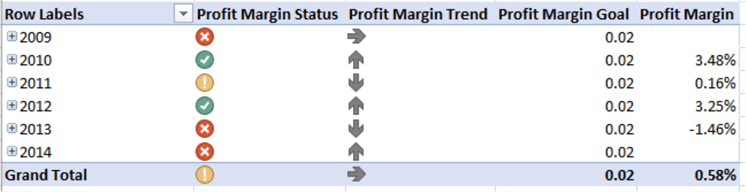 Row Labels Profit Margin Status Profit Margin Trend Profit Margin Goal Profit Margin
2009 0.02
2010 0.02 3.48%
2011 0.02 0.16%
2012 0.02 3.25%
2013 0.02 -1.46%
2014 0.02
Grand Total 0.02 0.58%